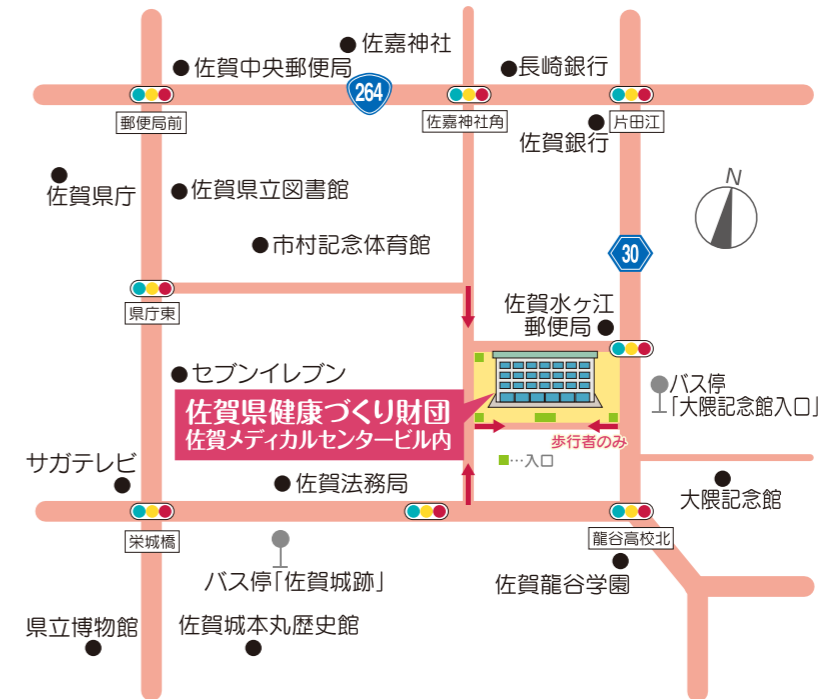 佐嘉神社
佐賀中央郵便局
長崎銀行
264
郵便局前
佐嘉神社角
片田江
佐賀銀行
佐賀県庁
佐賀県立図書館
N
市村記念体育館
30
県庁東
佐賀水ヶ江
郵便局
セブンイレブン
バス停
「大隈記念館入口」
佐賀県健康づくり財団
佐賀メディカルセンタービル内
歩行者のみ
…入口
サガテレビ
佐賀法務局
大隈記念館
栄城橋
龍谷高校北
バス停「佐賀城跡」
佐賀龍谷学園
県立博物館
佐賀城本丸歴史館